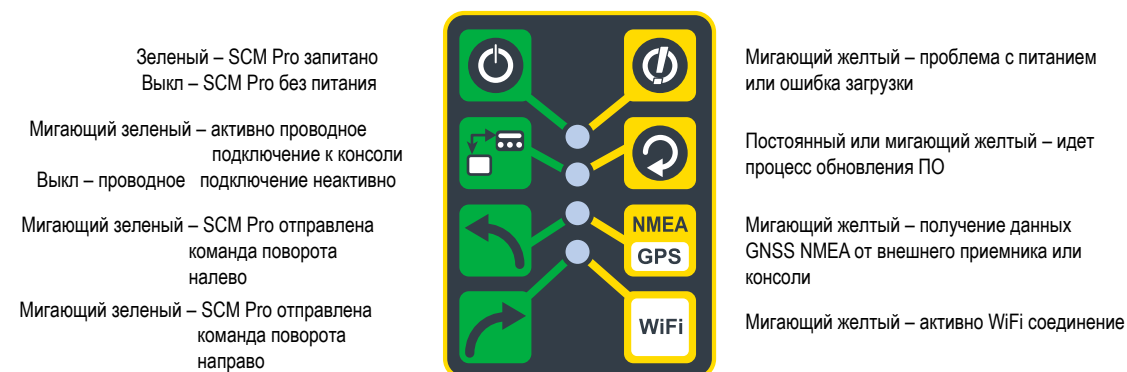 Зеленый – SCM Pro запитано
Выкл – SCM Pro без питания
Мигающий зеленый – активно проводное
подключение к консоли
Выкл – проводное подключение неактивно
Мигающий зеленый – SCM Pro отправлена
команда поворота
налево
Мигающий зеленый – SCM Pro отправлена
команда поворота
направо
NMEA
GPS
WiFi
Мигающий желтый – проблема с питанием
или ошибка загрузки
Постоянный или мигающий желтый – идет
процесс обновления ПО
Мигающий желтый – получение данных
GNSS NMEA от внешнего приемника или
консоли
Мигающий желтый – активно WiFi соединение